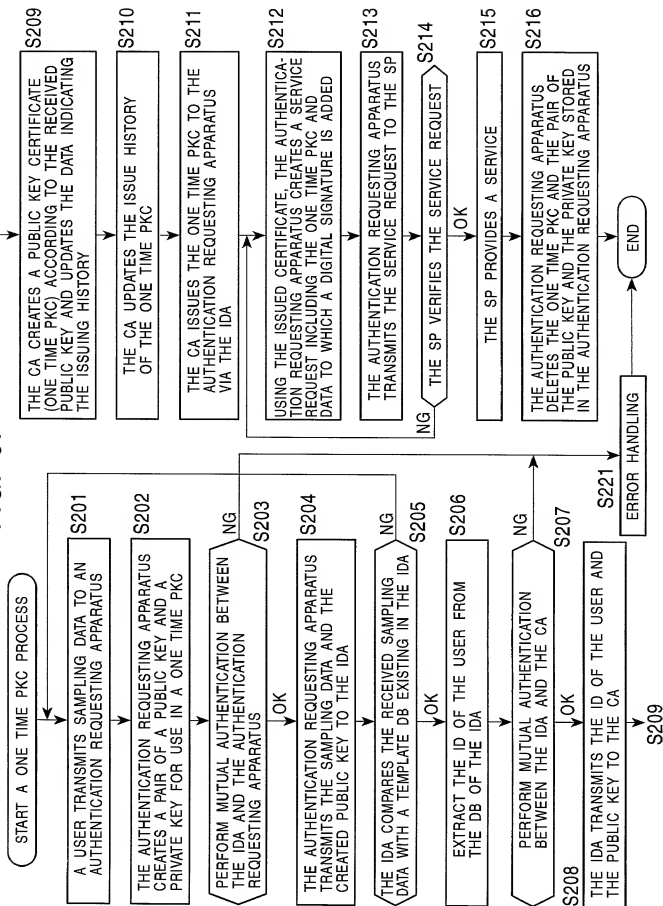 START A ONE TIME PKC PROCESS
S201
A USER TRANSMITS SAMPLING DATA TO AN
AUTHENTICATION REQUESTING APPARATUS
S202
THE AUTHENTICATION REQUESTING APPARATUS
CREATES A PAIR OF A PUBLIC KEY AND A
PRIVATE KEY FOR USE IN A ONE TIME PKC
PERFORM MUTUAL AUTHENTICATION BETWEEN
THE IDA AND THE AUTHENTICATION
REQUESTING APPARATUS
NG
S203
OK
S204
THE AUTHENTICATION REQUESTING APPARATUS
TRANSMITS THE SAMPLING DATA AND THE
CREATED PUBLIC KEY TO THE IDA
THE IDA COMPARES THE RECEIVED SAMPLING
DATA WITH A TEMPLATE DB EXISTING IN THE IDA
NG
S205
OK
S206
EXTRACT THE ID OF THE USER FROM
THE DB OF THE IDA
PERFORM MUTUAL AUTHENTICATION
BETWEEN THE IDA AND THE CA
NG
S207
OK
S208
THE IDA TRANSMITS THE ID OF THE USER AND
THE PUBLIC KEY TO THE CA
S209
S209
THE CA CREATES A PUBLIC KEY CERTIFICATE
(ONE TIME PKC) ACCORDING TO THE RECEIVED
PUBLIC KEY AND UPDATES THE DATA INDICATING
THE ISSUING HISTORY
S210
THE CA UPDATES THE ISSUE HISTORY
OF THE ONE TIME PKC
S211
THE CA ISSUES THE ONE TIME PKC TO THE
AUTHENTICATION REQUESTING APPARATUS
VIA THE IDA
S212
USING THE ISSUED CERTIFICATE, THE AUTHENTICA-
TION REQUESTING APPARATUS CREATES A SERVICE
REQUEST INCLUDING THE ONE TIME PKC AND
DATA TO WHICH A DIGITAL SIGNATURE IS ADDED
S213
THE AUTHENTICATION REQUESTING APPARATUS
TRANSMITS THE SERVICE REQUEST TO THE SP
S214
NG
THE SP VERIFIES THE SERVICE REQUEST
OK
S215
THE SP PROVIDES A SERVICE
S216
THE AUTHENTICATION REQUESTING APPARATUS
DELETES THE ONE TIME PKC AND THE PAIR OF
THE PUBLIC KEY AND THE PRIVATE KEY STORED
IN THE AUTHENTICATION REQUESTING APPARATUS
S221
ERROR HANDLING
END